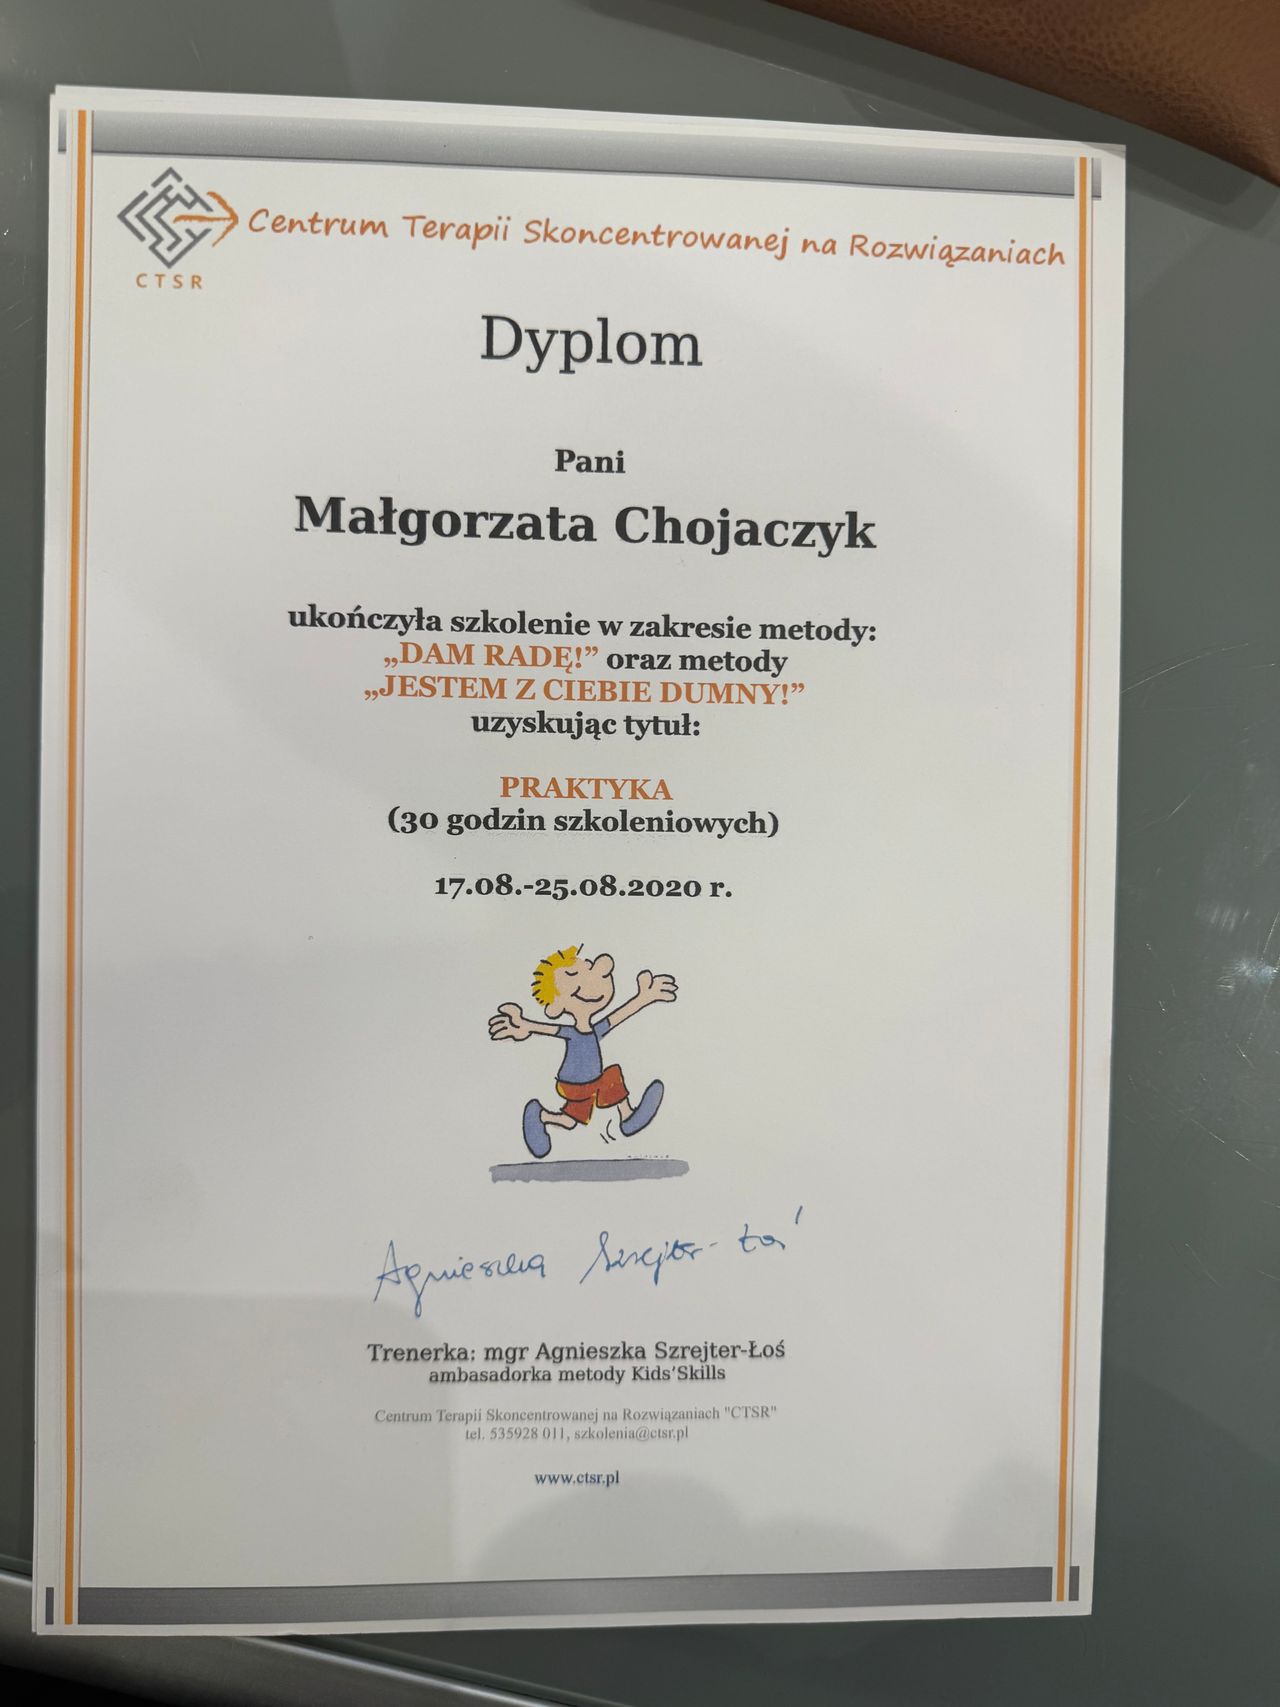 Centrum Terapii Skoncentrowanej na Rozwiązaniach
CTSR
Dyplom
Pani
Małgorzata Chojaczyk
ukończyła szkolenie w zakresie metody:
„DAM RADĘ!” oraz metody
„JESTEM Z CIEBIE DUMNY!”
uzyskując tytuł:
PRAKTYKA
(30 godzin szkoleniowych)
17.08.-25.08.2020 r.
Agnieszka Szrejter-Łoś
Trenerka: mgr Agnieszka Szrejter-Łoś
ambasadorka metody Kids’Skills
Centrum Terapii Skoncentrowanej na Rozwiązaniach "CTSR"
tel. 535928 011, szkolenia@ctsr.pl
www.ctsr.pl